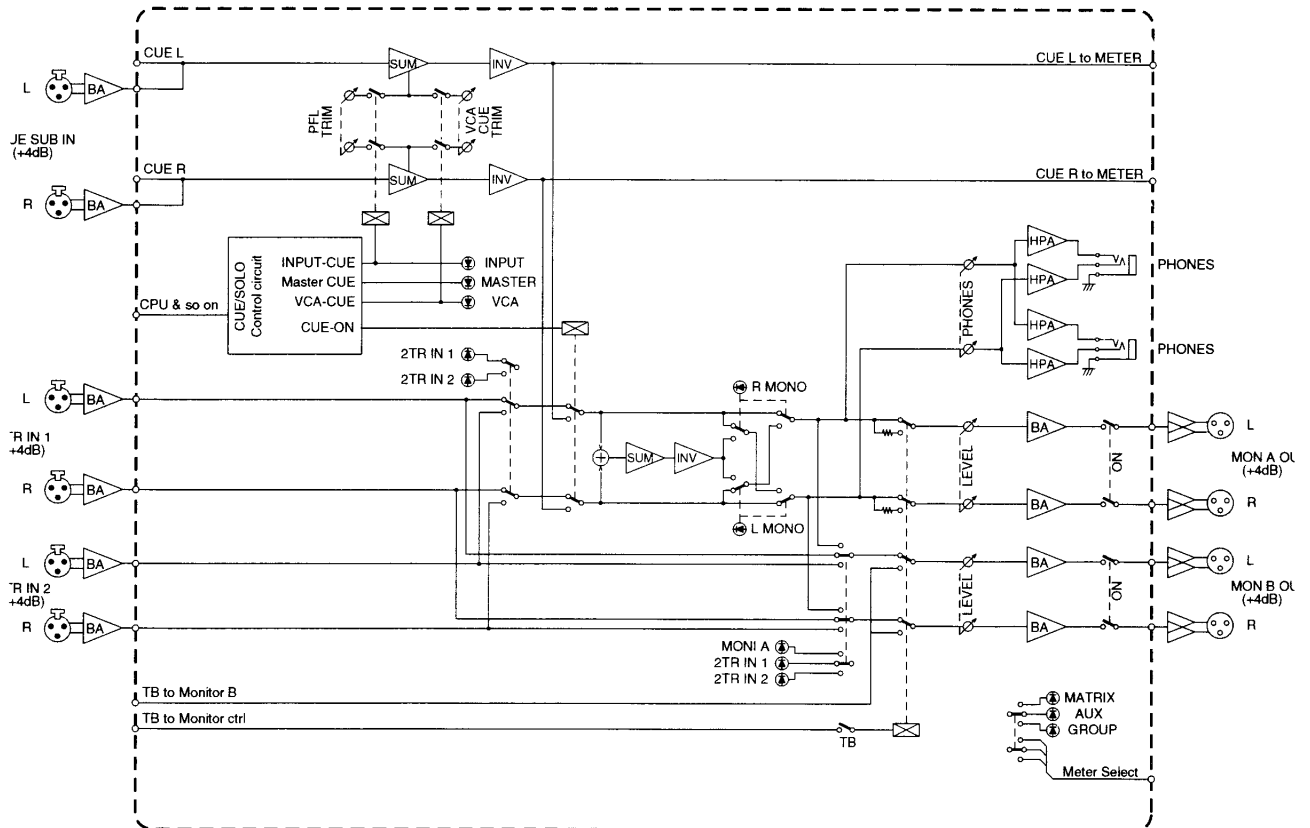 CUE L
SUM
INV
CUE L to METER
L
BA
JE SUB IN
(+4dB)
PFL
TRIM
VCA
CUE
TRIM
CUE R
SUM
INV
CUE R to METER
R
BA
CUE/SOLO
Control circuit
INPUT-CUE
INPUT
Master CUE
MASTER
VCA-CUE
VCA
CUE-ON
CPU & so on
HPA
PHONES
HPA
PHONES
HPA
PHONES
HPA
2TR IN 1
2TR IN 2
L
BA
R MONO
BA
L
R IN 1
+4dB)
SUM
INV
LEVEL
ON
MON A OU
(+4dB)
R
BA
L MONO
BA
R
L
BA
BA
L
R IN 2
+4dB)
LEVEL
ON
MON B OU
(+4dB)
R
BA
BA
R
MONI A
2TR IN 1
2TR IN 2
TB to Monitor B
MATRIX
AUX
GROUP
TB to Monitor ctrl
TB
Meter Select